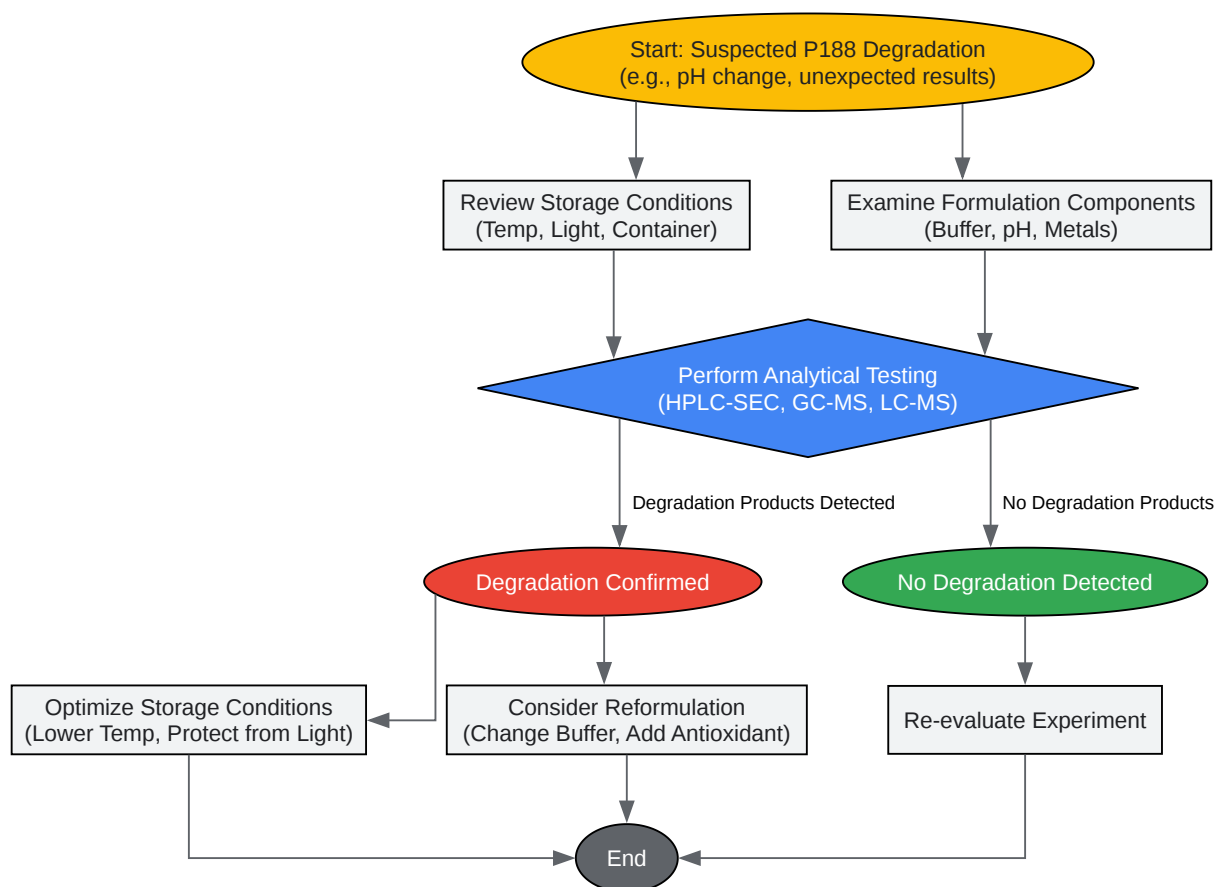 Start: Suspected P188 Degradation
(e.g., pH change, unexpected results)
Review Storage Conditions
(Temp, Light, Container)
Examine Formulation Components
(Buffer, pH, Metals)
Perform Analytical Testing
(HPLC-SEC, GC-MS, LC-MS)
Degradation Products Detected
No Degradation Products
Degradation Confirmed
No Degradation Detected
Optimize Storage Conditions
(Lower Temp, Protect from Light)
Consider Reformulation
(Change Buffer, Add Antioxidant)
Re-evaluate Experiment
End